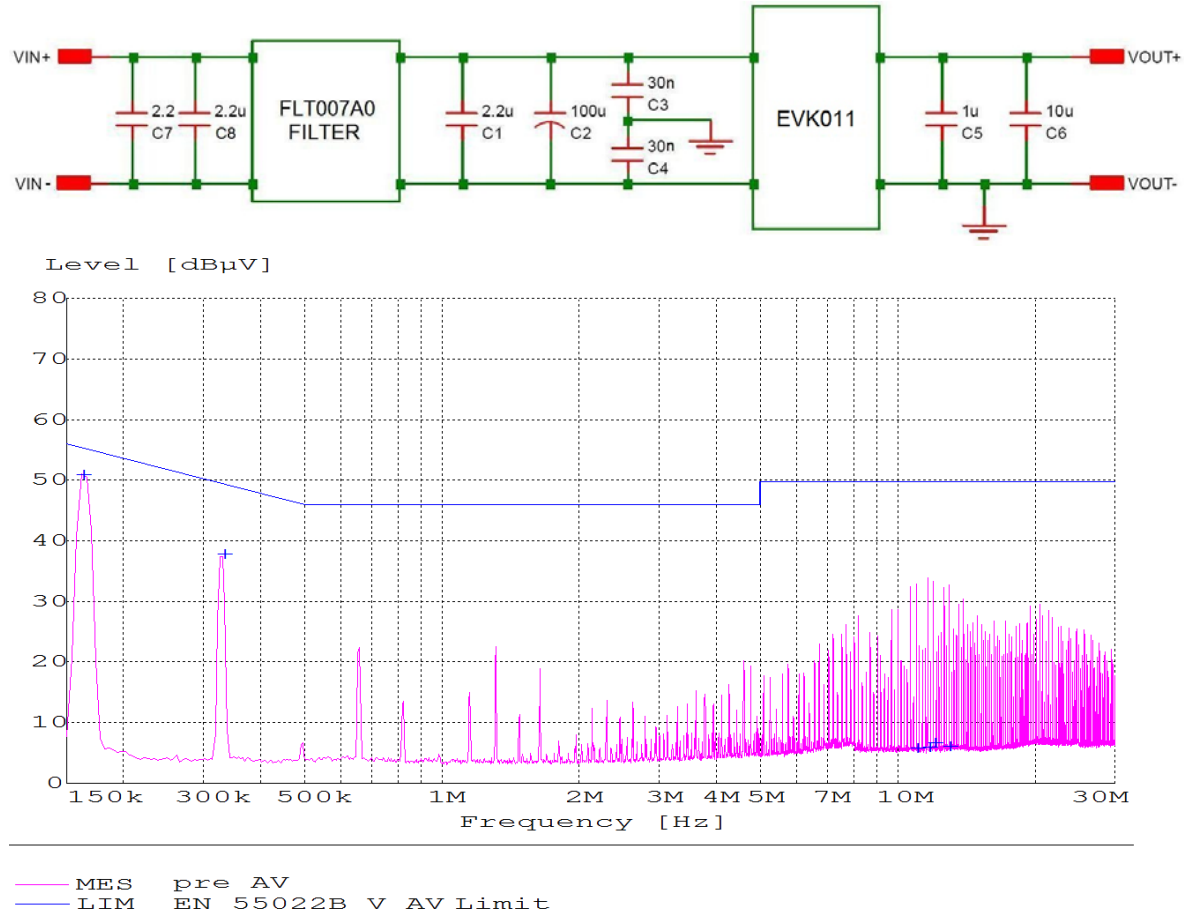 VIN+
2.2
C7
2.2u
C8
FLT007A0
FILTER
2.2u
C1
100u
C2
30n
C3
30n
C4
EVK011
1u
C5
10u
C6
VOUT+
VIN-
VOUT-
Level [dBµV]
80
70
60
50
40
30
20
10
0
150k 300k 500k 1M 2M 3M 4M 5M 7M 10M 30M
Frequency [Hz]
MES pre AV
LIM EN 55022B V AV Limit